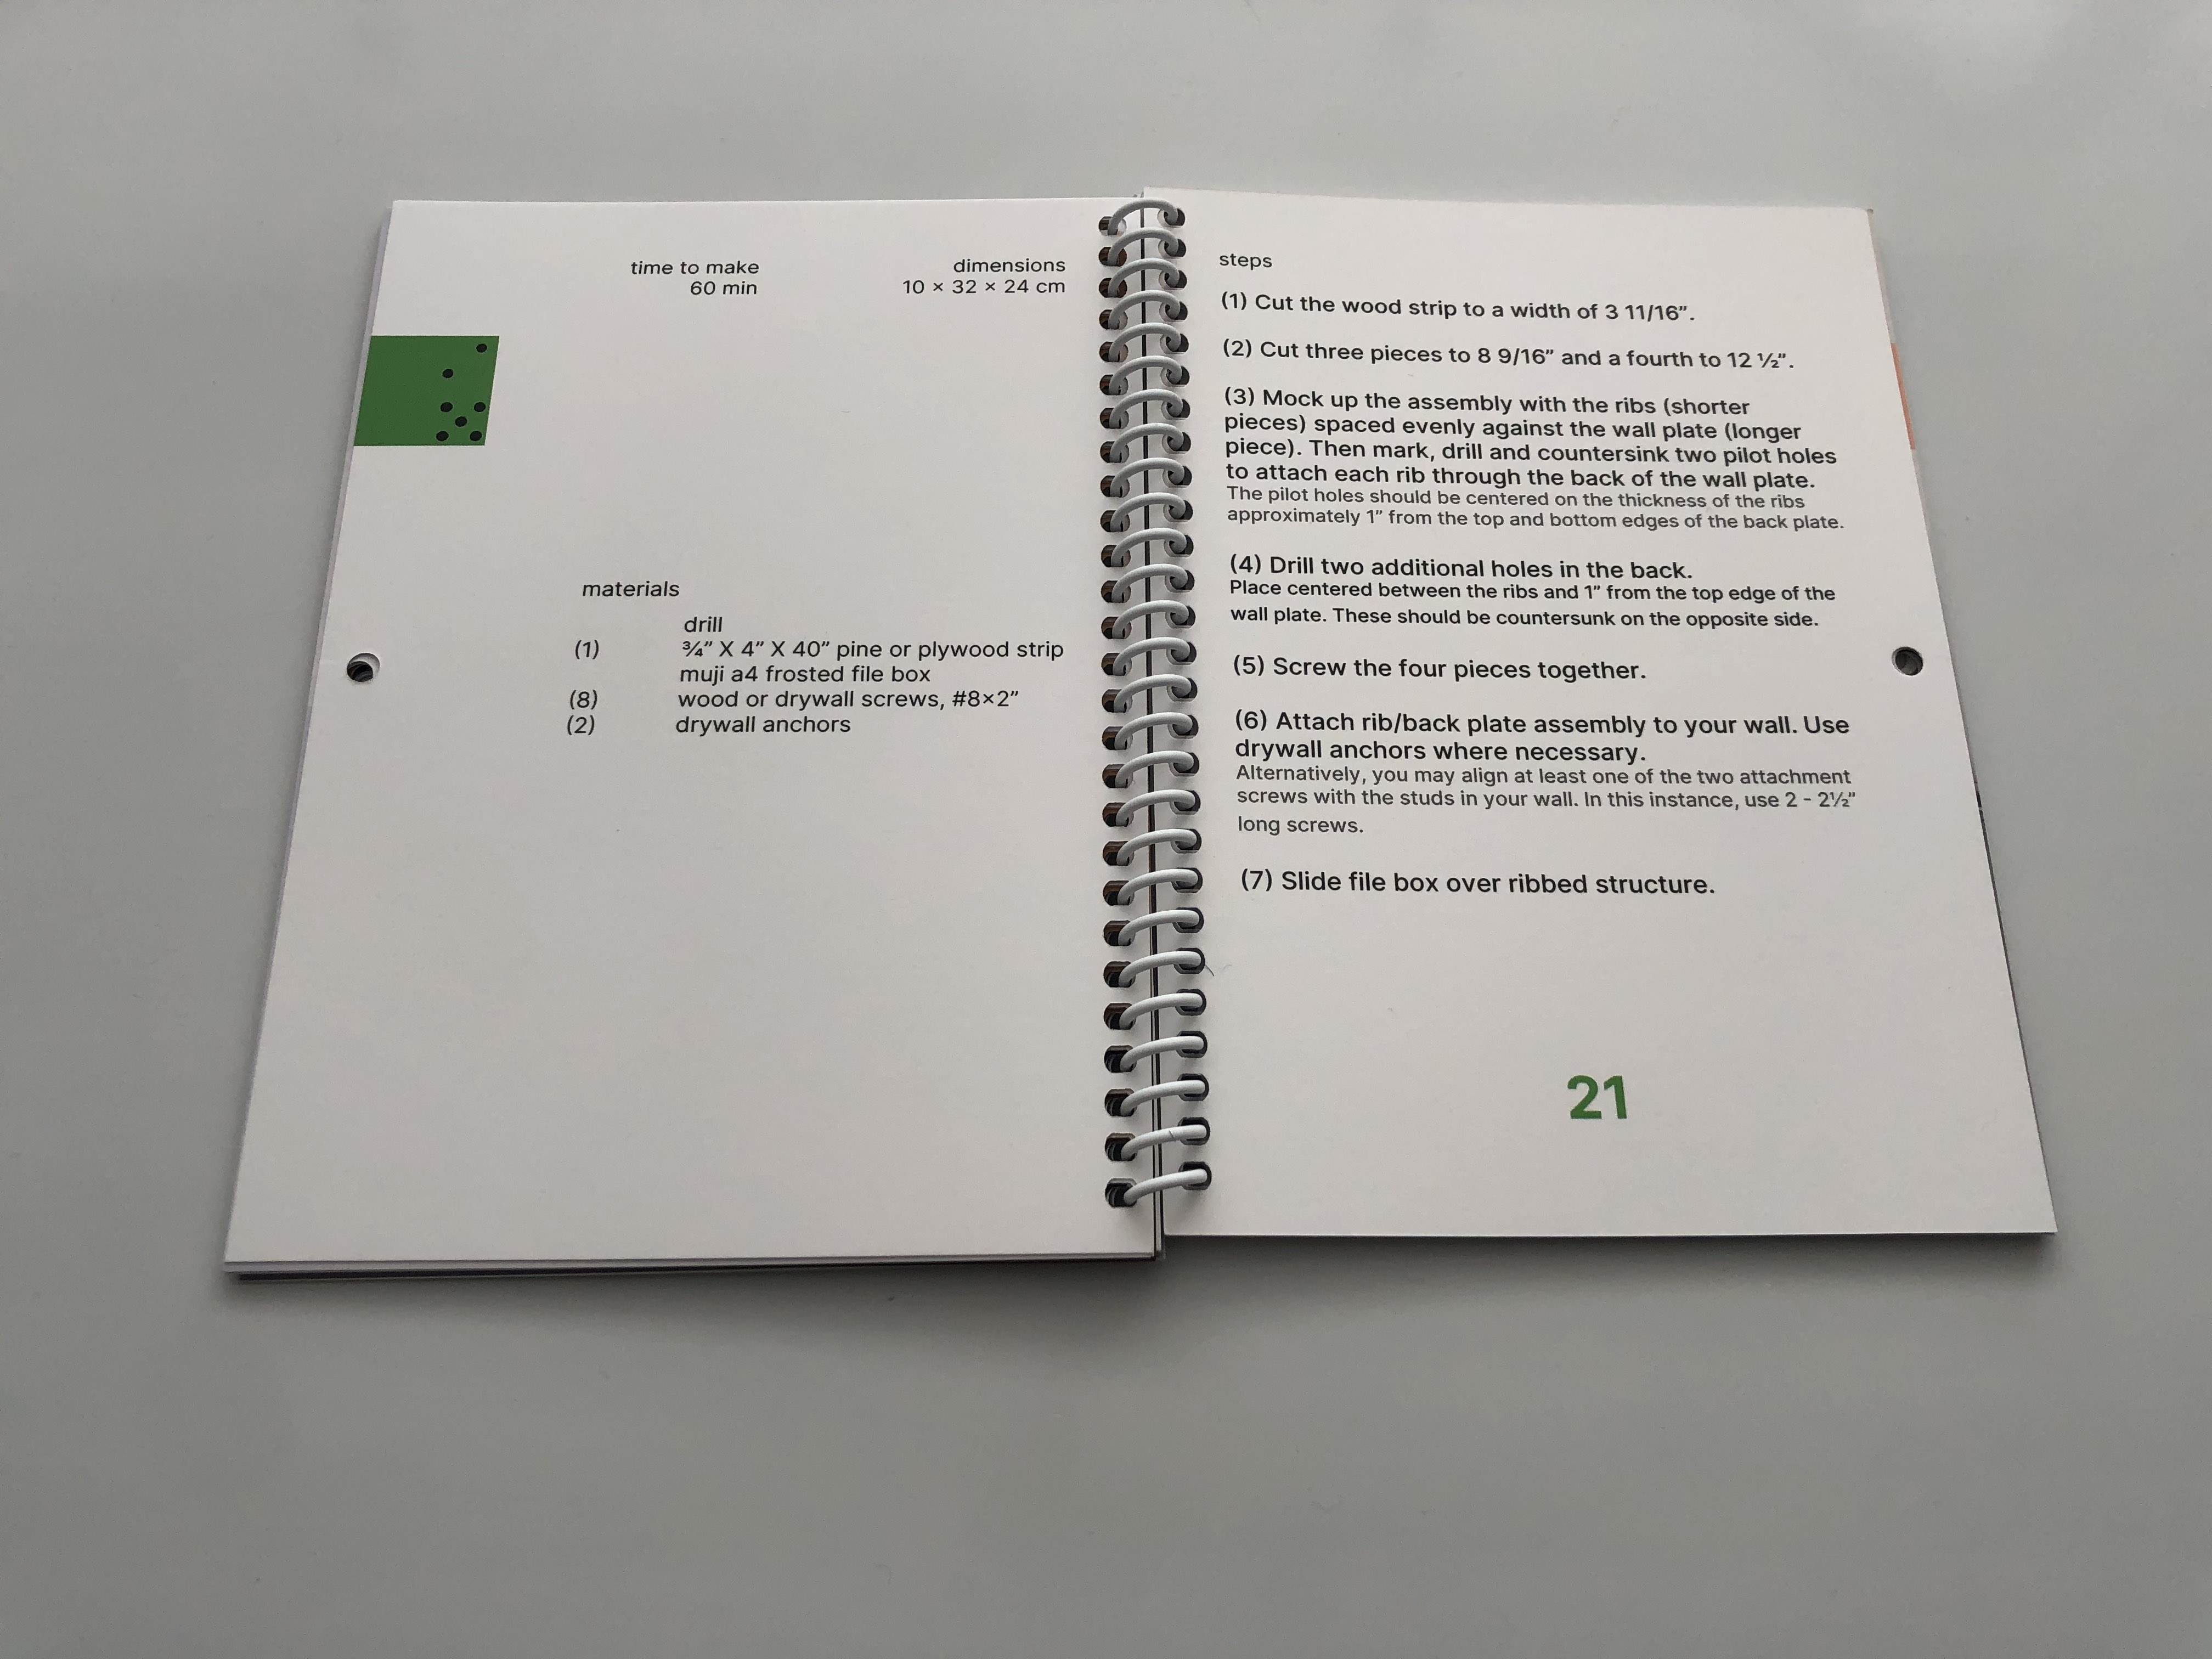 time to make
60 min
dimensions
10 × 32 × 24 cm
materials
drill
(1) ¾” X 4” X 40” pine or plywood strip
muji a4 frosted file box
(8) wood or drywall screws, #8×2”
(2) drywall anchors
steps
(1) Cut the wood strip to a width of 3 11/16”.
(2) Cut three pieces to 8 9/16” and a fourth to 12 ½”.
(3) Mock up the assembly with the ribs (shorter
pieces) spaced evenly against the wall plate (longer
piece). Then mark, drill and countersink two pilot holes
to attach each rib through the back of the wall plate.
The pilot holes should be centered on the thickness of the ribs
approximately 1” from the top and bottom edges of the back plate.
(4) Drill two additional holes in the back.
Place centered between the ribs and 1” from the top edge of the
wall plate. These should be countersunk on the opposite side.
(5) Screw the four pieces together.
(6) Attach rib/back plate assembly to your wall. Use
drywall anchors where necessary.
Alternatively, you may align at least one of the two attachment
screws with the studs in your wall. In this instance, use 2 - 2½”
long screws.
(7) Slide file box over ribbed structure.
21